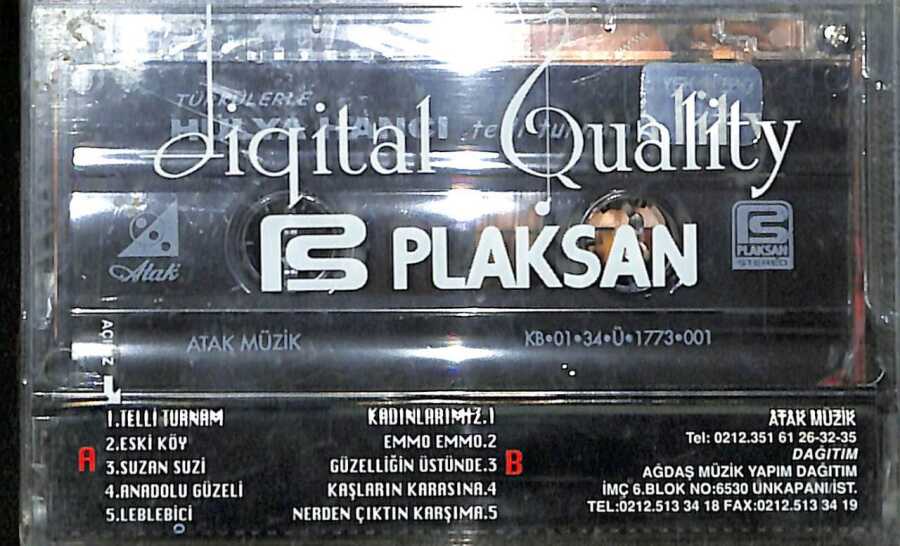 TÜRKÜLERLE
HÜLYA HANCI
Digital Quality
Atak
PS PLAKSAN
PLAKSAN
STEREO
ATAK MÜZİK
KB•01•34•Ü•1773•001
A
1.TELLİ TURNAM
2.ESKİ KÖY
3.SUZAN SUZİ
4.ANADOLU GÜZELİ
5.LEBLEBİCİ
B
KADINLARIMIZ.1
EMMO EMMO.2
GÜZELLİĞİN ÜSTÜNDE.3
KAŞLARIN KARASINA.4
NERDEN ÇIKTIN KARŞIMA.5
ATAK MÜZİK
Tel: 0212.351 61 26-32-35
DAĞITIM
AĞDAŞ MÜZİK YAPIM DAĞITIM
İMÇ 6.BLOK NO:6530 UNKAPANI/İST.
TEL:0212.513 34 18 FAX:0212.513 34 19